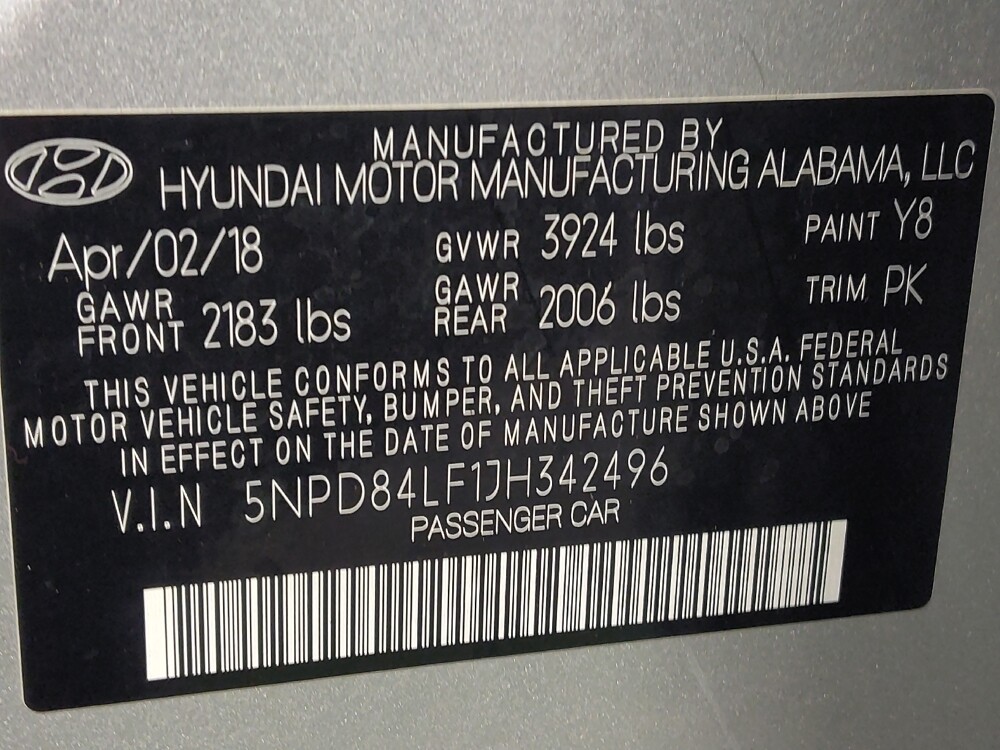 MANUFACTURED BY
HYUNDAI MOTOR MANUFACTURING ALABAMA, LLC
Apr/02/18 GVWR 3924 lbs PAINT Y8
GAWR FRONT 2183 lbs GAWR REAR 2006 lbs TRIM PK
THIS VEHICLE CONFORMS TO ALL APPLICABLE U.S.A. FEDERAL
MOTOR VEHICLE SAFETY, BUMPER, AND THEFT PREVENTION STANDARDS
IN EFFECT ON THE DATE OF MANUFACTURE SHOWN ABOVE
V.I.N 5NPD84LF1JH342496
PASSENGER CAR